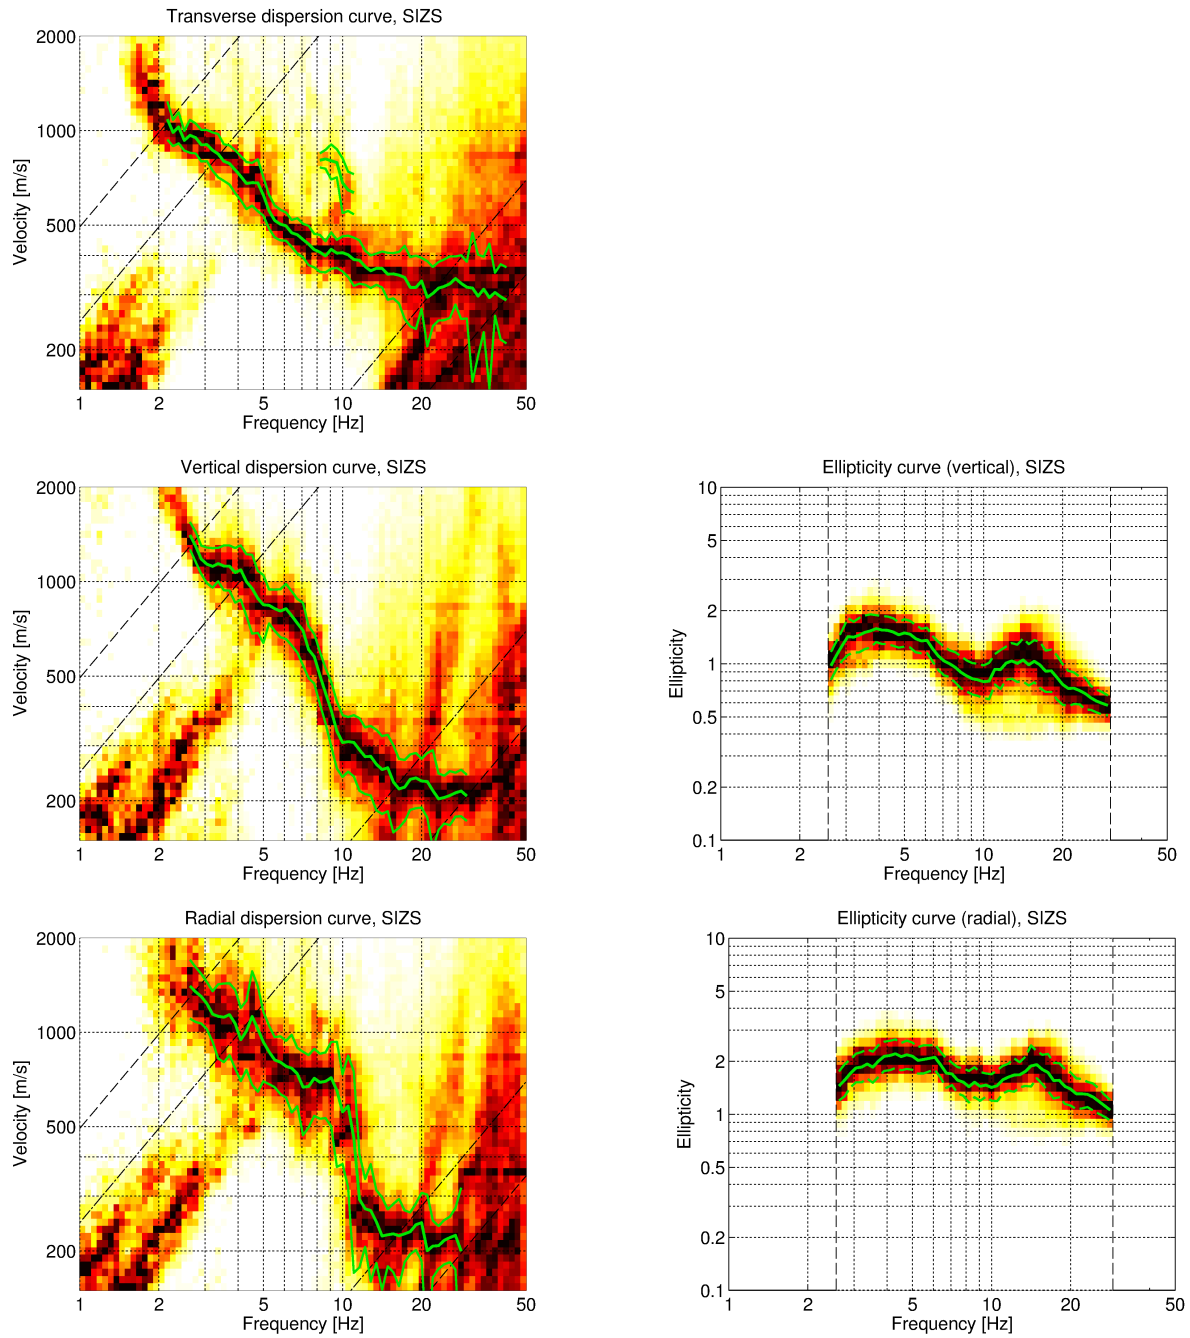 Transverse dispersion curve, SIZS
2000
1000
500
200
Velocity [m/s]
1 2 5 10 20 50
Frequency [Hz]
Vertical dispersion curve, SIZS
2000
1000
500
200
Velocity [m/s]
1 2 5 10 20 50
Frequency [Hz]
Ellipticity curve (vertical), SIZS
10
5
2
1
0.5
0.2
0.1
Ellipticity
1 2 5 10 20 50
Frequency [Hz]
Radial dispersion curve, SIZS
2000
1000
500
200
Velocity [m/s]
1 2 5 10 20 50
Frequency [Hz]
Ellipticity curve (radial), SIZS
10
5
2
1
0.5
0.2
0.1
Ellipticity
1 2 5 10 20 50
Frequency [Hz]